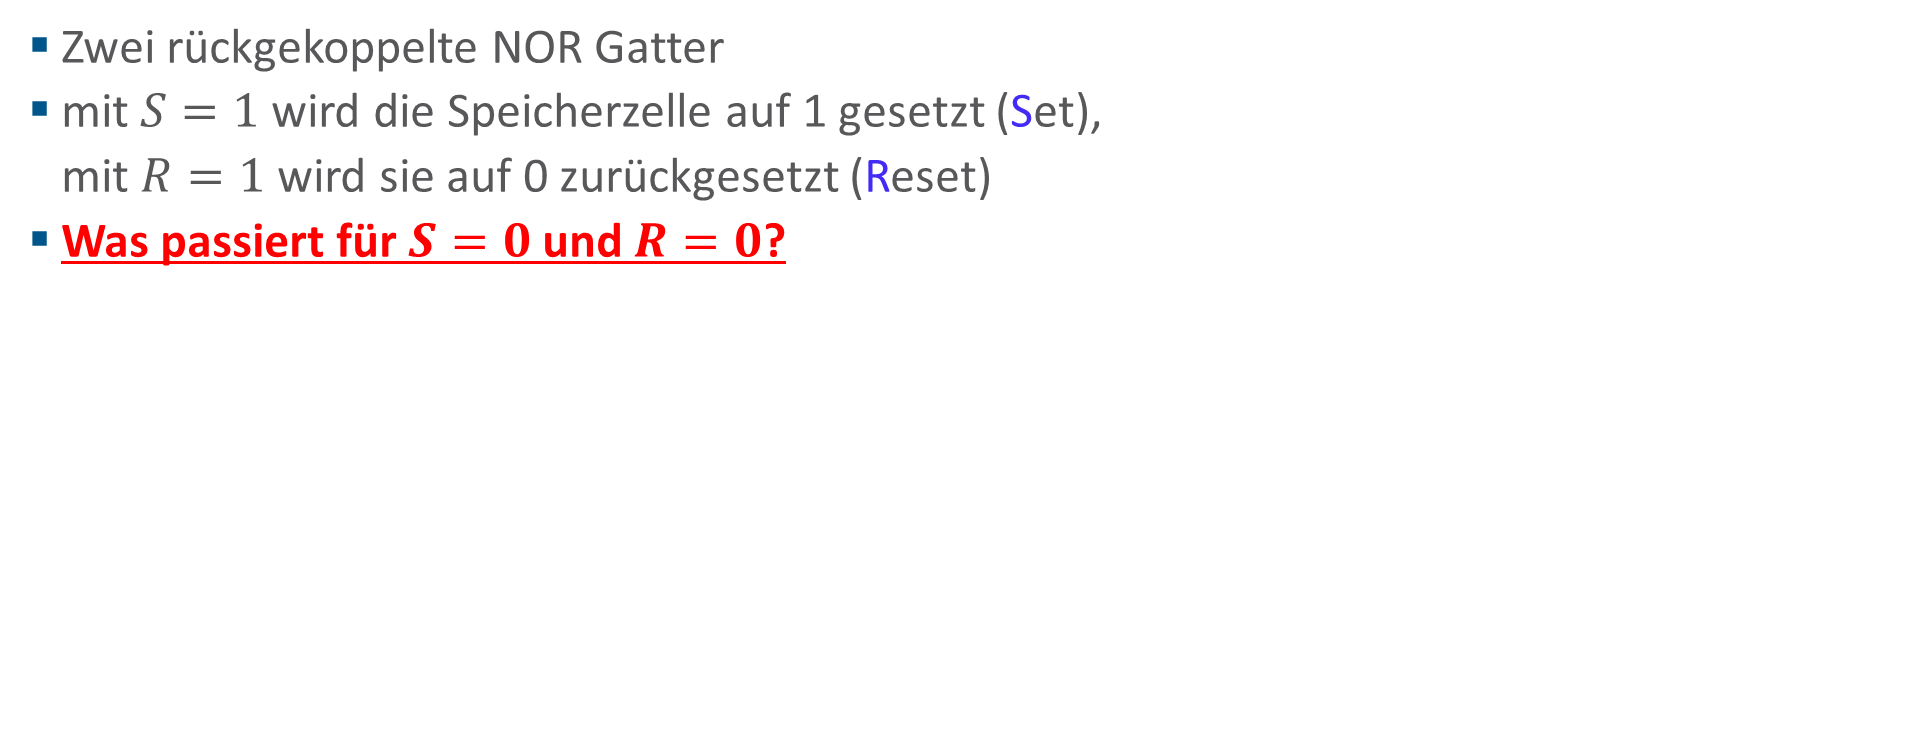 Zwei rückgekoppelte NOR Gatter
mit S = 1 wird die Speicherzelle auf 1 gesetzt (Set),
mit R = 1 wird sie auf 0 zurückgesetzt (Reset)
Was passiert für S = 0 und R = 0?